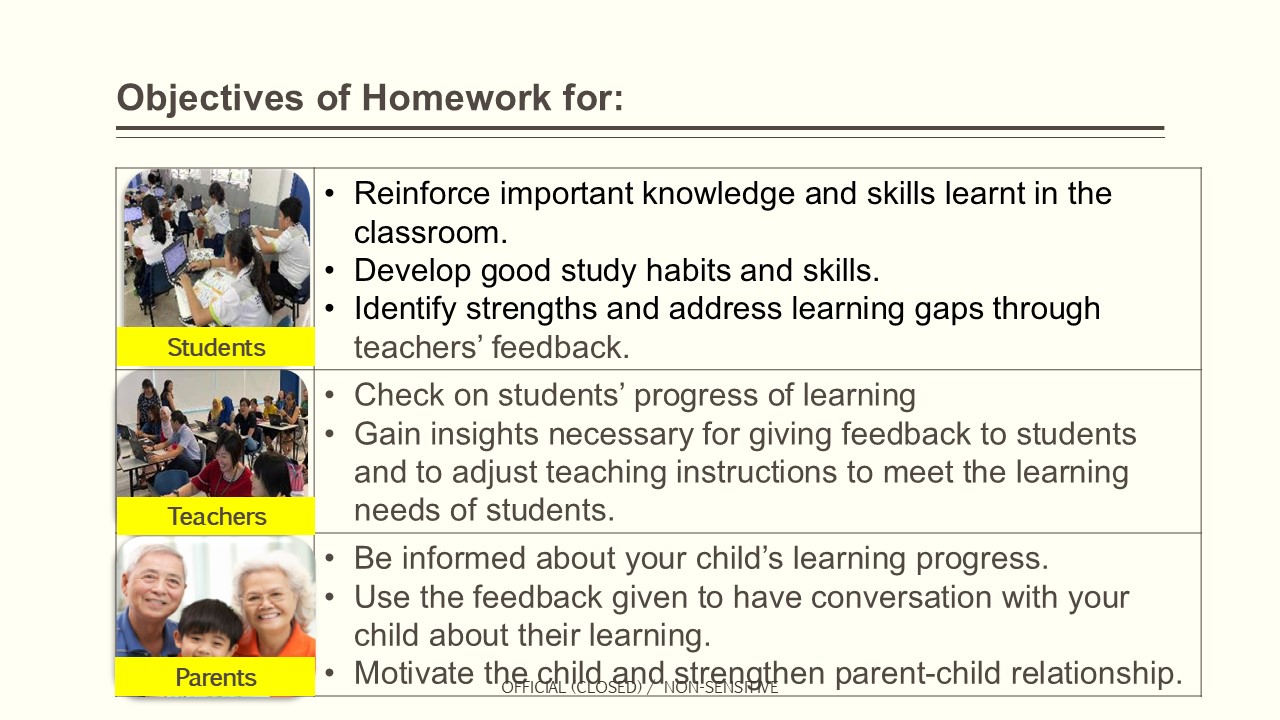 Objectives of Homework for:
• Reinforce important knowledge and skills learnt in the
classroom.
• Develop good study habits and skills.
• Identify strengths and address learning gaps through
teachers’ feedback.
Students
• Check on students’ progress of learning
• Gain insights necessary for giving feedback to students
and to adjust teaching instructions to meet the learning
needs of students.
Teachers
• Be informed about your child’s learning progress.
• Use the feedback given to have conversation with your
child about their learning.
• Motivate the child and strengthen parent-child relationship.
Parents
OFFICIAL (CLOSED) / NON-SENSITIVE